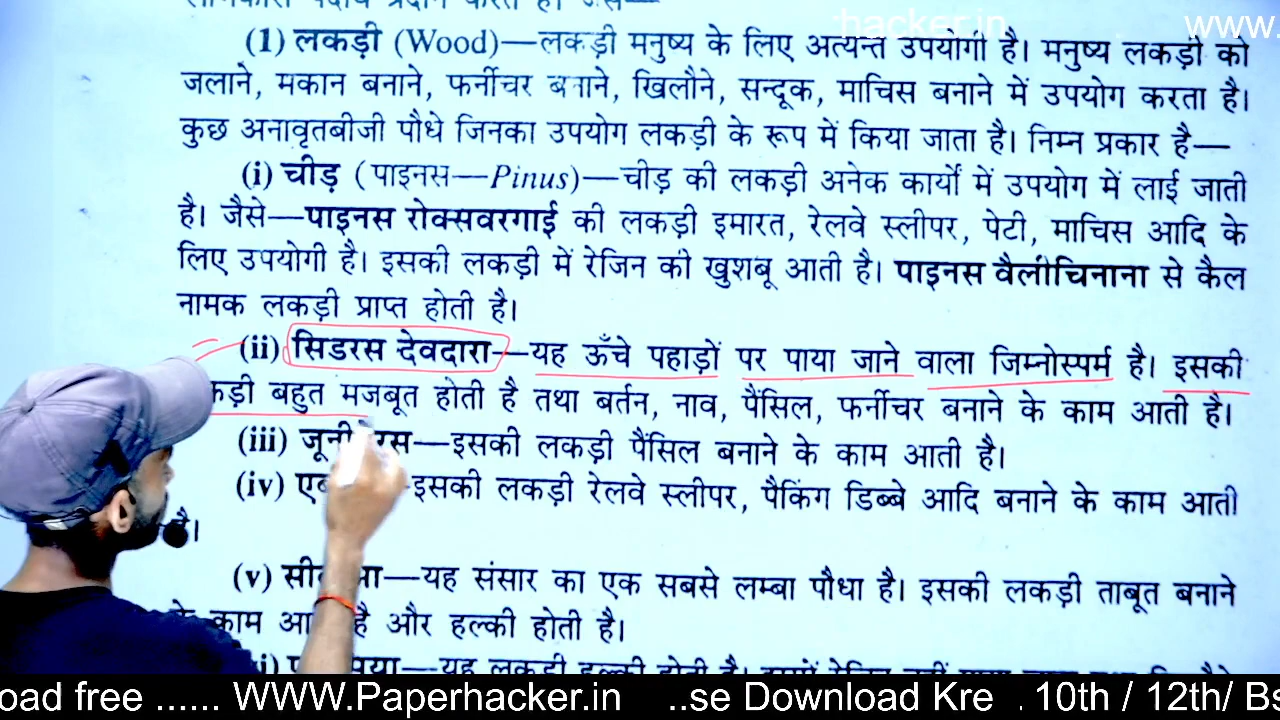 hacker.in www.
(1) लकड़ी (Wood)—लकड़ी मनुष्य के लिए अत्यन्त उपयोगी है। मनुष्य लकड़ी को
जलाने, मकान बनाने, फर्नीचर बनाने, खिलौने, सन्दूक, माचिस बनाने में उपयोग करता है।
कुछ अनावृतबीजी पौधे जिनका उपयोग लकड़ी के रूप में किया जाता है। निम्न प्रकार है—
(i) चीड़ (पाइनस—Pinus)—चीड़ की लकड़ी अनेक कार्यों में उपयोग में लाई जाती
है। जैसे—पाइनस रोक्सवरगाई की लकड़ी इमारत, रेलवे स्लीपर, पेटी, माचिस आदि के
लिए उपयोगी है। इसकी लकड़ी में रेजिन की खुशबू आती है। पाइनस वैलीचिनाना से कैल
नामक लकड़ी प्राप्त होती है।
(ii) सिडरस देवदारा—यह ऊँचे पहाड़ों पर पाया जाने वाला जिम्नोस्पर्म है। इसकी
बहुत मजबूत होती है तथा बर्तन, नाव, पैंसिल, फर्नीचर बनाने के काम आती है।
(iii) —इसकी लकड़ी पैंसिल बनाने के काम आती है।
(iv) इसकी लकड़ी रेलवे स्लीपर, पैकिंग डिब्बे आदि बनाने के काम आती
है।
(v) —यह संसार का एक सबसे लम्बा पौधा है। इसकी लकड़ी ताबूत बनाने
काम है और हल्की होती है।
—यह लकड़ी हल्की होती है।
oad free ...... WWW.Paperhacker.in ..se Download Kre . 10th / 12th/ Bs